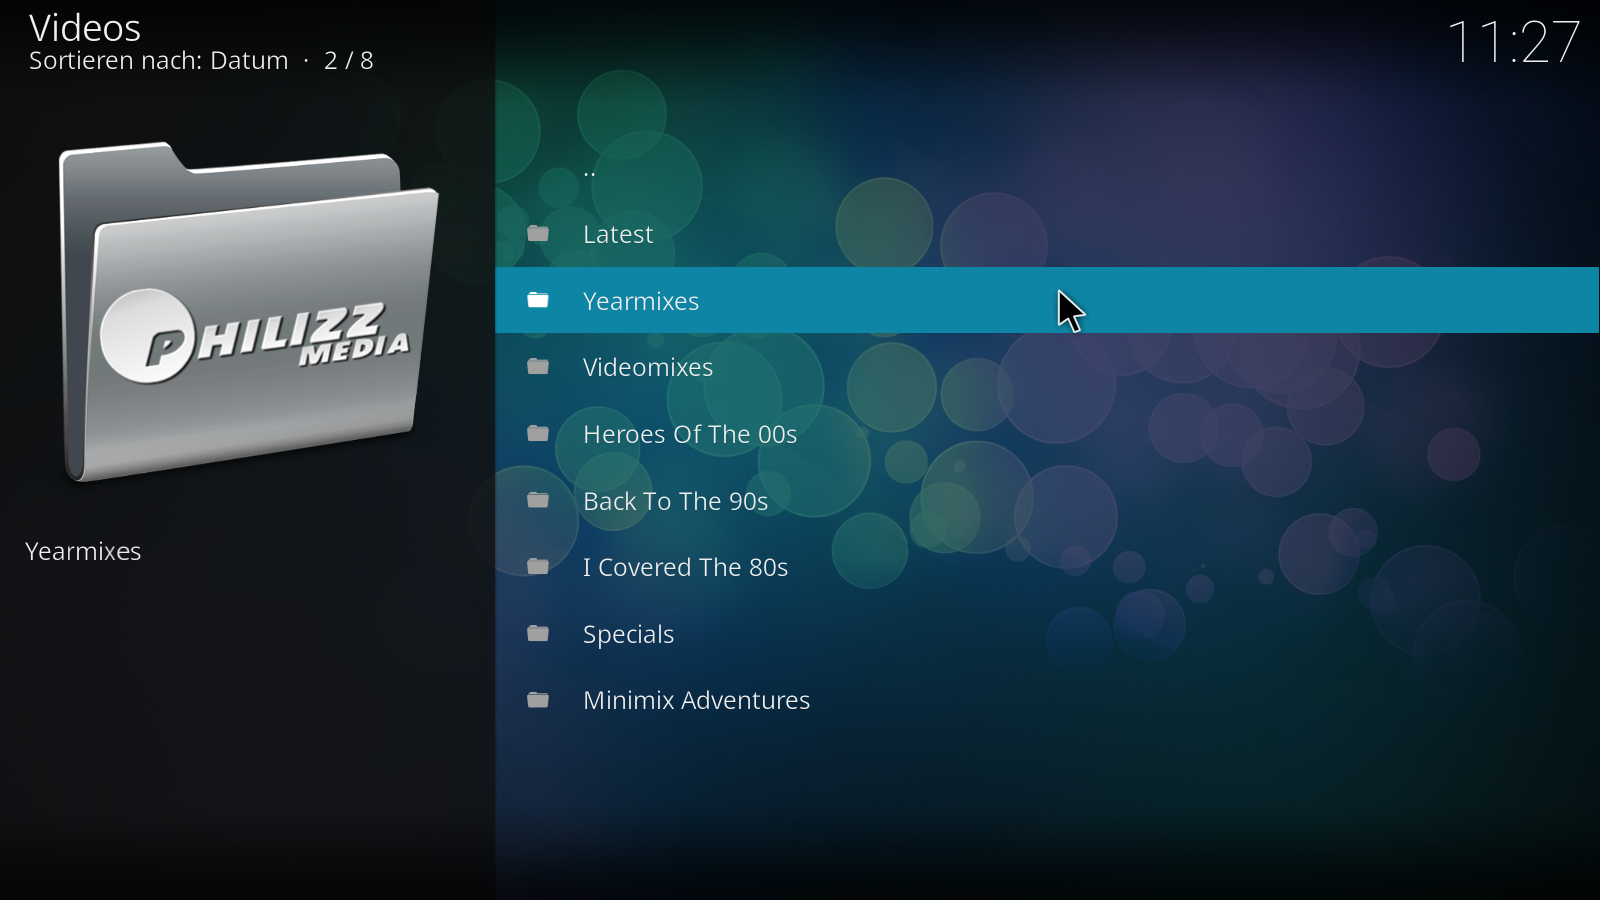 Videos
Sortieren nach: Datum · 2 / 8
11:27
PHILIZZ
MEDIA
Yearmixes
..
Latest
Yearmixes
Videomixes
Heroes Of The 00s
Back To The 90s
I Covered The 80s
Specials
Minimix Adventures